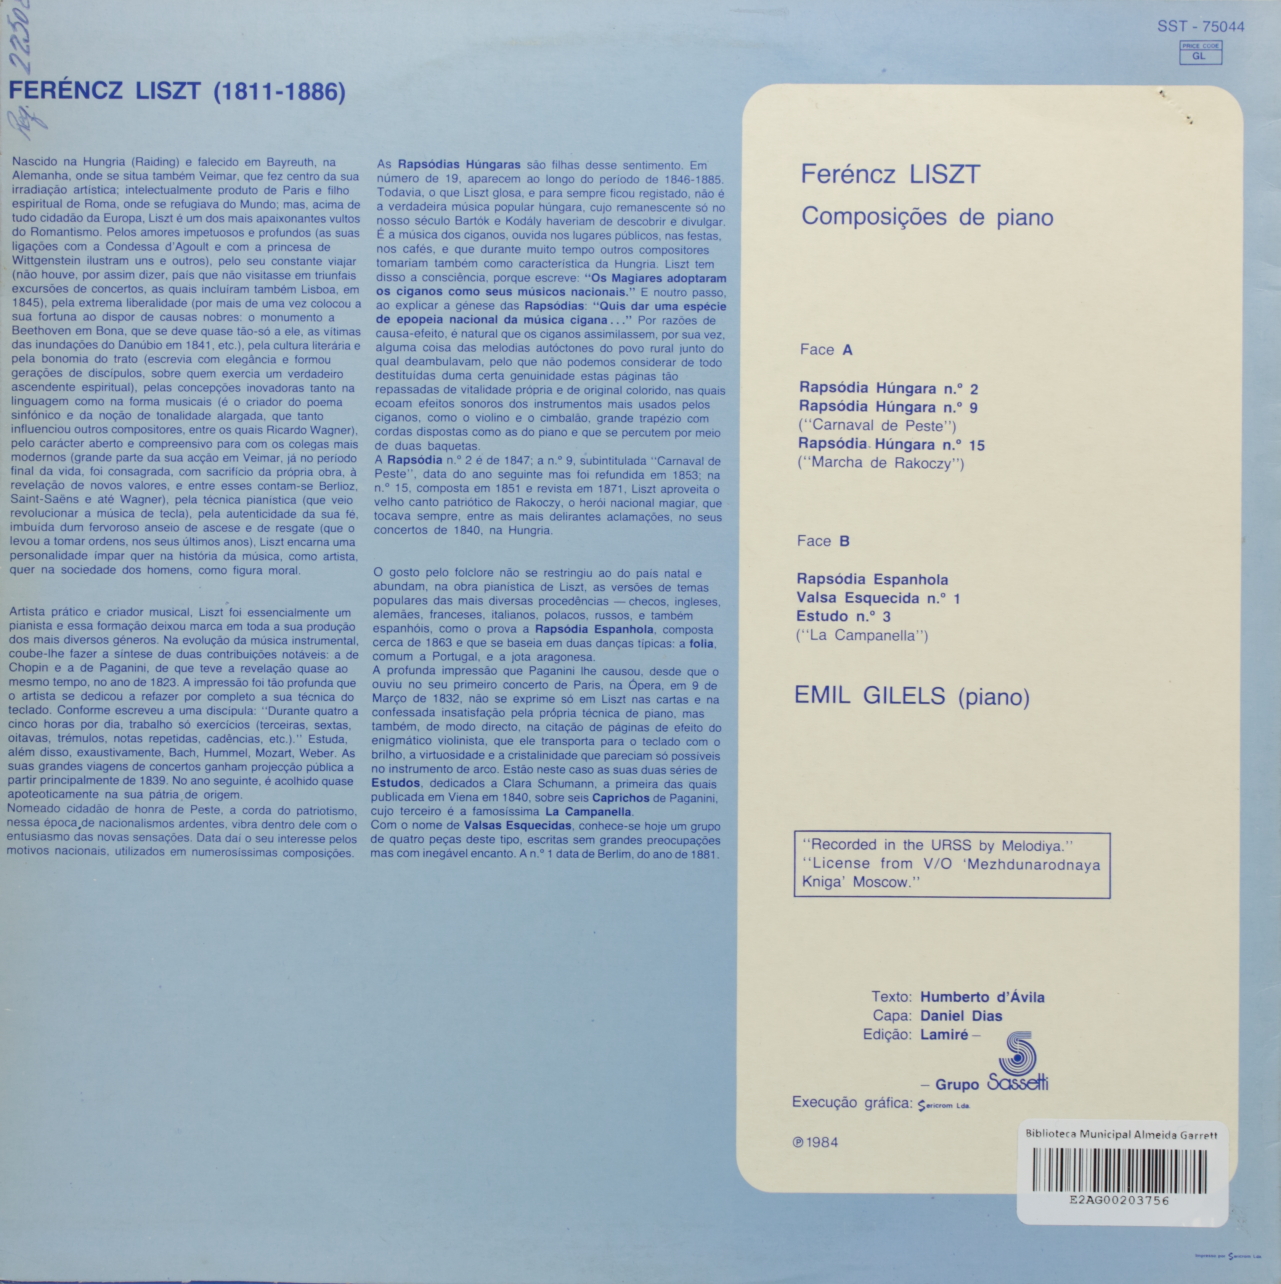 SST - 75044
PRICE CODE
GL
Reg. 22502
FERÉNCZ LISZT (1811-1886)
Nascido na Hungria (Raiding) e falecido em Bayreuth, na
Alemanha, onde se situa também Veimar, que fez centro da sua
irradiação artística; intelectualmente produto de Paris e filho
espiritual de Roma, onde se refugiava do Mundo; mas, acima de
tudo cidadão da Europa, Liszt é um dos mais apaixonantes vultos
do Romantismo. Pelos amores impetuosos e profundos (as suas
ligações com a Condessa d'Agoult e com a princesa de
Wittgenstein ilustram uns e outros), pelo seu constante viajar
(não houve, por assim dizer, país que não visitasse em triunfais
excursões de concertos, as quais incluíram também Lisboa, em
1845), pela extrema liberalidade (por mais de uma vez colocou a
sua fortuna ao dispor de causas nobres: o monumento a
Beethoven em Bona, que se deve quase tão-só a ele, as vítimas
das inundações do Danúbio em 1841, etc.), pela cultura literária e
pela bonomia do trato (escrevia com elegância e formou
gerações de discípulos, sobre quem exercia um verdadeiro
ascendente espiritual), pelas concepções inovadoras tanto na
linguagem como na forma musicais (é o criador do poema
sinfónico e da noção de tonalidade alargada, que tanto
influenciou outros compositores, entre os quais Ricardo Wagner),
pelo carácter aberto e compreensivo para com os colegas mais
modernos (grande parte da sua acção em Veimar, já no período
final da vida, foi consagrada, com sacrifício da própria obra, à
revelação de novos valores, e entre esses contam-se Berlioz,
Saint-Saëns e até Wagner), pela técnica pianística (que veio
revolucionar a música de tecla), pela autenticidade da sua fé,
imbuída dum fervoroso anseio de ascese e de resgate (que o
levou a tomar ordens, nos seus últimos anos), Liszt encarna uma
personalidade ímpar quer na história da música, como artista,
quer na sociedade dos homens, como figura moral.
Artista prático e criador musical, Liszt foi essencialmente um
pianista e essa formação deixou marca em toda a sua produção
dos mais diversos géneros. Na evolução da música instrumental,
coube-lhe fazer a síntese de duas contribuições notáveis: a de
Chopin e a de Paganini, de que teve a revelação quase ao
mesmo tempo, no ano de 1823. A impressão foi tão profunda que
o artista se dedicou a refazer por completo a sua técnica do
teclado. Conforme escreveu a uma discípula: "Durante quatro a
cinco horas por dia, trabalho só exercícios (terceiras, sextas,
oitavas, trémulos, notas repetidas, cadências, etc.)." Estuda,
além disso, exaustivamente, Bach, Hummel, Mozart, Weber. As
suas grandes viagens de concertos ganham projecção pública a
partir principalmente de 1839. No ano seguinte, é acolhido quase
apoteoticamente na sua pátria de origem.
Nomeado cidadão de honra de Peste, a corda do patriotismo,
nessa época de nacionalismos ardentes, vibra dentro dele com o
entusiasmo das novas sensações. Data daí o seu interesse pelos
motivos nacionais, utilizados em numerosíssimas composições.
As Rapsódias Húngaras são filhas desse sentimento. Em
número de 19, aparecem ao longo do período de 1846-1885.
Todavia, o que Liszt glosa, e para sempre ficou registado, não é
a verdadeira música popular húngara, cujo remanescente só no
nosso século Bartók e Kodály haveriam de descobrir e divulgar.
É a música dos ciganos, ouvida nos lugares públicos, nas festas,
nos cafés, e que durante muito tempo outros compositores
tomariam também como característica da Hungria. Liszt tem
disso a consciência, porque escreve: "Os Magiares adoptaram
os ciganos como seus músicos nacionais." E noutro passo,
ao explicar a génese das Rapsódias: "Quis dar uma espécie
de epopeia nacional da música cigana..." Por razões de
causa-efeito, é natural que os ciganos assimilassem, por sua vez,
alguma coisa das melodias autóctones do povo rural junto do
qual deambulavam, pelo que não podemos considerar de todo
destituídas duma certa genuinidade estas páginas tão
repassadas de vitalidade própria e de original colorido, nas quais
ecoam efeitos sonoros dos instrumentos mais usados pelos
ciganos, como o violino e o cimbalão, grande trapézio com
cordas dispostas como as do piano e que se percutem por meio
de duas baquetas.
A Rapsódia n.º 2 é de 1847; a n.º 9, subintitulada "Carnaval de
Peste", data do ano seguinte mas foi refundida em 1853; na
n.º 15, composta em 1851 e revista em 1871, Liszt aproveita o
velho canto patriótico de Rakoczy, o herói nacional magiar, que
tocava sempre, entre as mais delirantes aclamações, no seus
concertos de 1840, na Hungria.
O gosto pelo folclore não se restringiu ao do país natal e
abundam, na obra pianística de Liszt, as versões de temas
populares das mais diversas procedências — checos, ingleses,
alemães, franceses, italianos, polacos, russos, e também
espanhóis, como o prova a Rapsódia Espanhola, composta
cerca de 1863 e que se baseia em duas danças típicas: a folia,
comum a Portugal, e a jota aragonesa.
A profunda impressão que Paganini lhe causou, desde que o
ouviu no seu primeiro concerto de Paris, na Ópera, em 9 de
Março de 1832, não se exprime só em Liszt nas cartas e na
confessada insatisfação pela própria técnica de piano, mas
também, de modo directo, na citação de páginas de efeito do
enigmático violinista, que ele transporta para o teclado com o
brilho, a virtuosidade e a cristalinidade que pareciam só possíveis
no instrumento de arco. Estão neste caso as suas duas séries de
Estudos, dedicados a Clara Schumann, a primeira das quais
publicada em Viena em 1840, sobre seis Caprichos de Paganini,
cujo terceiro é a famosíssima La Campanella.
Com o nome de Valsas Esquecidas, conhece-se hoje um grupo
de quatro peças deste tipo, escritas sem grandes preocupações
mas com inegável encanto. A n.º 1 data de Berlim, do ano de 1881.
Feréncz LISZT
Composições de piano
Face A
Rapsódia Húngara n.º 2
Rapsódia Húngara n.º 9
("Carnaval de Peste")
Rapsódia Húngara n.º 15
("Marcha de Rakoczy")
Face B
Rapsódia Espanhola
Valsa Esquecida n.º 1
Estudo n.º 3
("La Campanella")
EMIL GILELS (piano)
"Recorded in the URSS by Melodiya."
"License from V/O 'Mezhdunarodnaya
Kniga' Moscow."
Texto: Humberto d'Ávila
Capa: Daniel Dias
Edição: Lamiré –
– Grupo Sassetti
Execução gráfica: Sericrom Lda
℗ 1984
Biblioteca Municipal Almeida Garrett
E2AG00203756
Impresso por Sericrom Lda